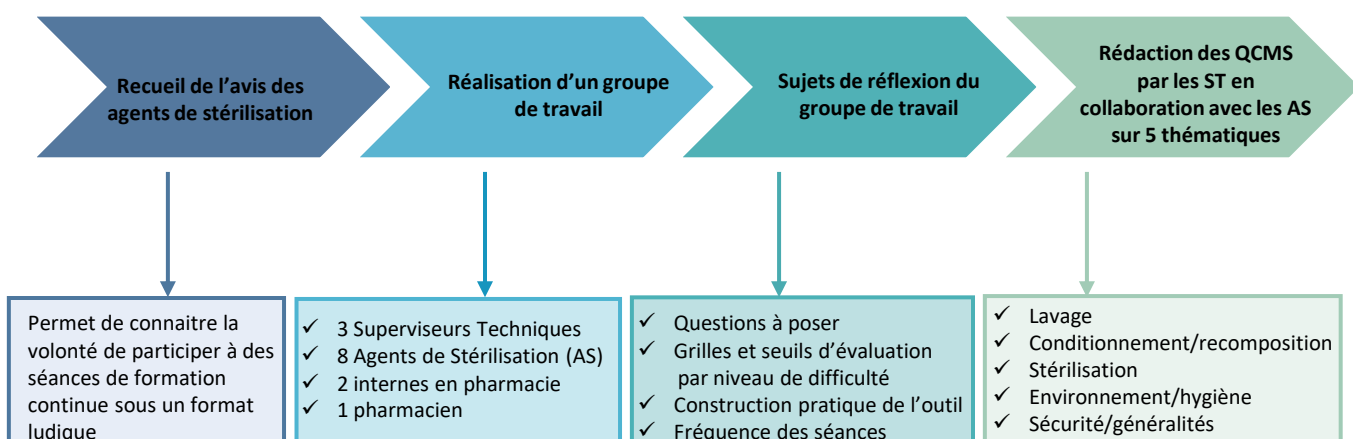 Recueil de l’avis des
agents de stérilisation
Réalisation d’un groupe
de travail
Sujets de réflexion du
groupe de travail
Rédaction des QCMS
par les ST en
collaboration avec les AS
sur 5 thématiques
Permet de connaitre la
volonté de participer à des
séances de formation
continue sous un format
ludique
✓ 3 Superviseurs Techniques
✓ 8 Agents de Stérilisation (AS)
✓ 2 internes en pharmacie
✓ 1 pharmacien
✓ Questions à poser
✓ Grilles et seuils d’évaluation
par niveau de difficulté
✓ Construction pratique de l’outil
✓ Fréquence des séances
✓ Lavage
✓ Conditionnement/recomposition
✓ Stérilisation
✓ Environnement/hygiène
✓ Sécurité/généralités